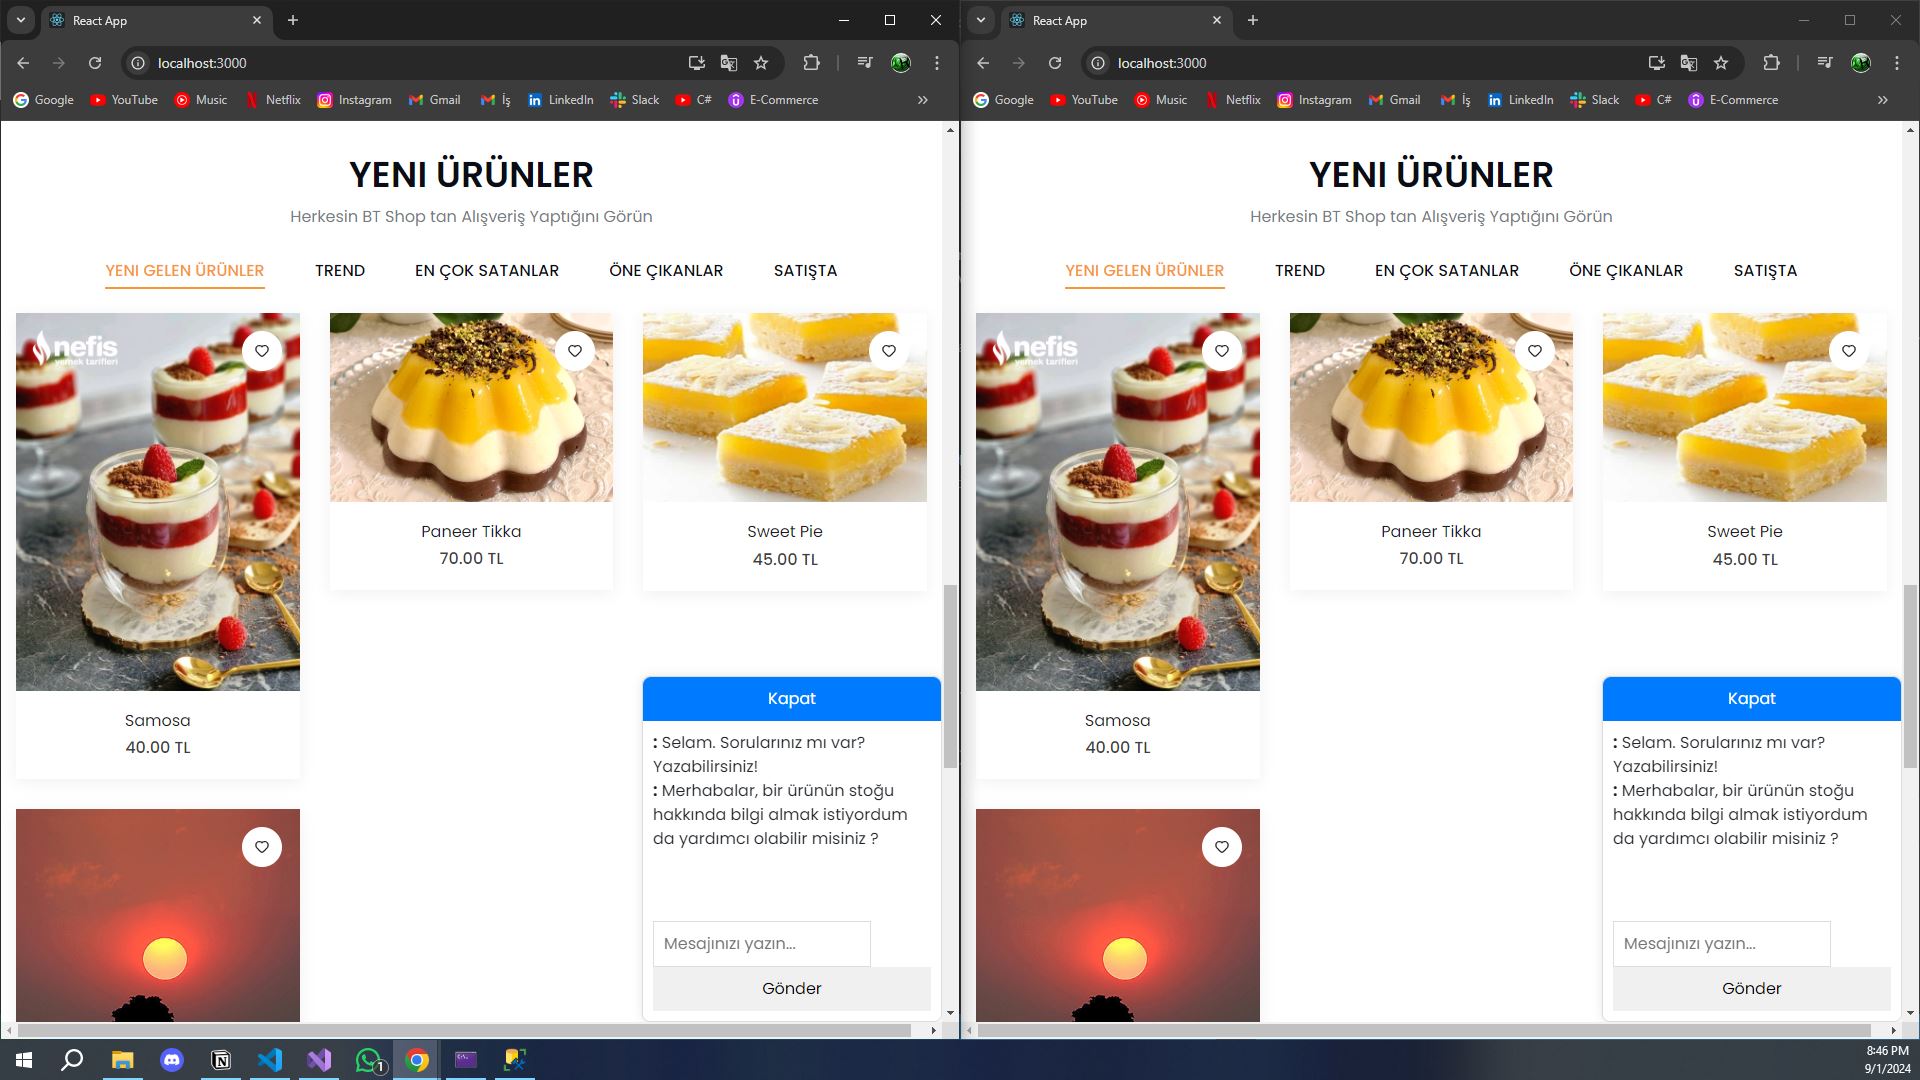 React App
localhost:3000
Google YouTube Music Netflix Instagram Gmail İş LinkedIn Slack C# E-Commerce
YENI ÜRÜNLER
Herkesin BT Shop tan Alışveriş Yaptığını Görün
YENI GELEN ÜRÜNLER TREND EN ÇOK SATANLAR ÖNE ÇIKANLAR SATIŞTA
nefis
yemek tarifleri
Paneer Tikka
70.00 TL
Sweet Pie
45.00 TL
Samosa
40.00 TL
Kapat
: Selam. Sorularınız mı var?
Yazabilirsiniz!
: Merhabalar, bir ürünün stoğu
hakkında bilgi almak istiyordum
da yardımcı olabilir misiniz ?
Mesajınızı yazın...
Gönder
React App
localhost:3000
Google YouTube Music Netflix Instagram Gmail İş LinkedIn Slack C# E-Commerce
YENI ÜRÜNLER
Herkesin BT Shop tan Alışveriş Yaptığını Görün
YENI GELEN ÜRÜNLER TREND EN ÇOK SATANLAR ÖNE ÇIKANLAR SATIŞTA
nefis
yemek tarifleri
Paneer Tikka
70.00 TL
Sweet Pie
45.00 TL
Samosa
40.00 TL
Kapat
: Selam. Sorularınız mı var?
Yazabilirsiniz!
: Merhabalar, bir ürünün stoğu
hakkında bilgi almak istiyordum
da yardımcı olabilir misiniz ?
Mesajınızı yazın...
Gönder
1
8:46 PM
9/1/2024